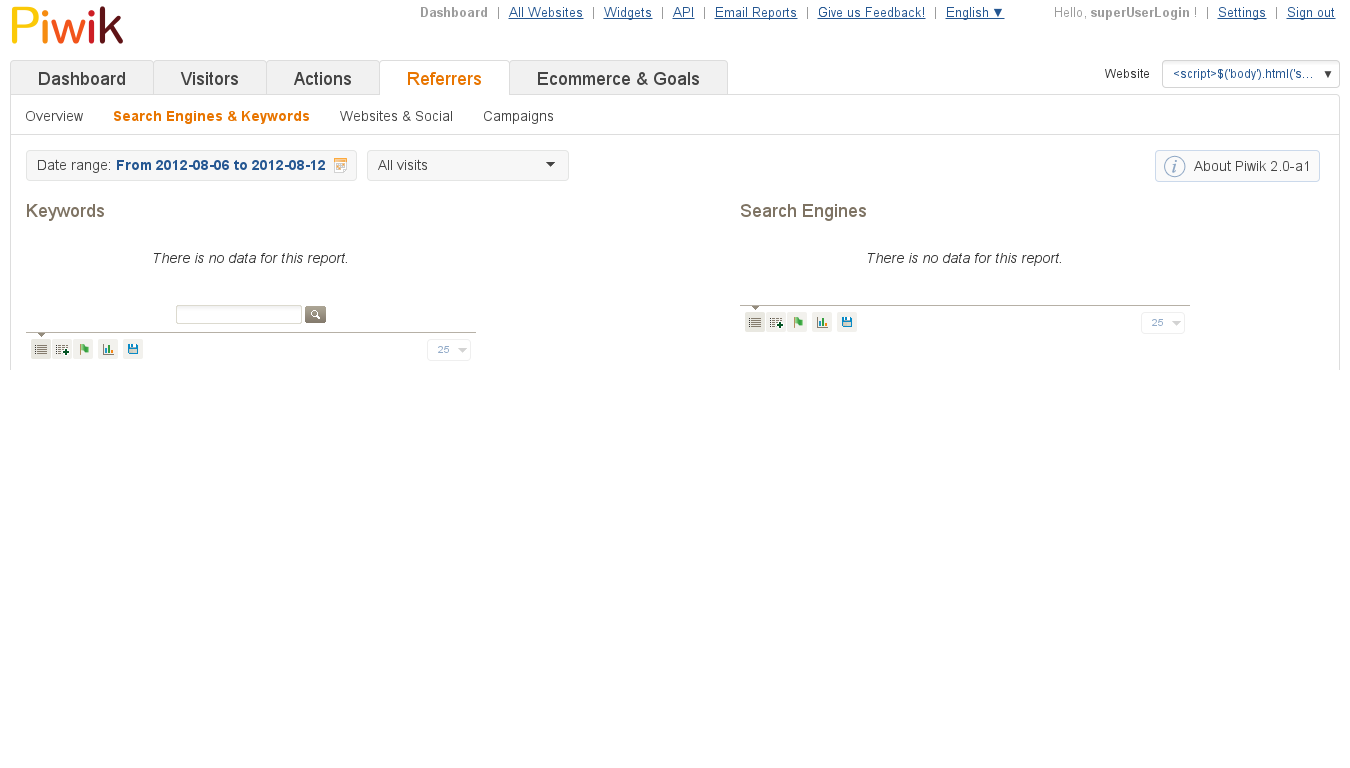 Piwik
Dashboard | All Websites | Widgets | API | Email Reports | Give us Feedback! | English ▼ Hello, superUserLogin ! | Settings | Sign out
Dashboard Visitors Actions Referrers Ecommerce & Goals Website <script>$('body').html('s... ▼
Overview Search Engines & Keywords Websites & Social Campaigns
Date range: From 2012-08-06 to 2012-08-12 All visits About Piwik 2.0-a1
Keywords Search Engines
There is no data for this report. There is no data for this report.
25
25